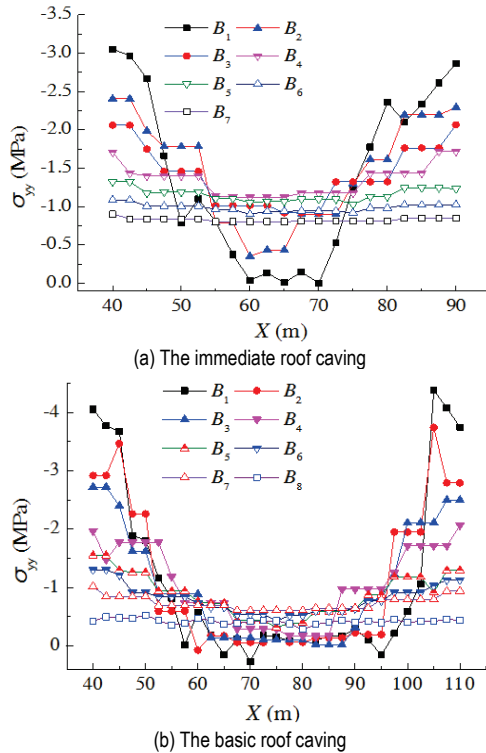 -3.5
-3.0
-2.5
-2.0
-1.5
-1.0
-0.5
0.0
σyy (MPa)
B1 B2
B3 B4
B5 B6
B7
40 50 60 70 80 90
X (m)
(a) The immediate roof caving
-4
-3
-2
-1
0
σyy (MPa)
B1 B2
B3 B4
B5 B6
B7 B8
40 50 60 70 80 90 100 110
X (m)
(b) The basic roof caving